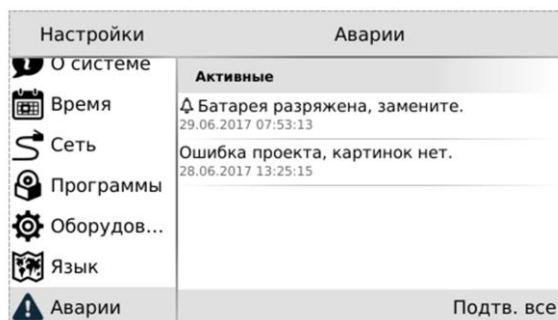 Настройки
Аварии
О системе
Время
Сеть
Программы
Оборудов...
Язык
Аварии
Активные
Батарея разряжена, замените.
29.06.2017 07:53:13
Ошибка проекта, картинок нет.
28.06.2017 13:25:15
Подтв. все